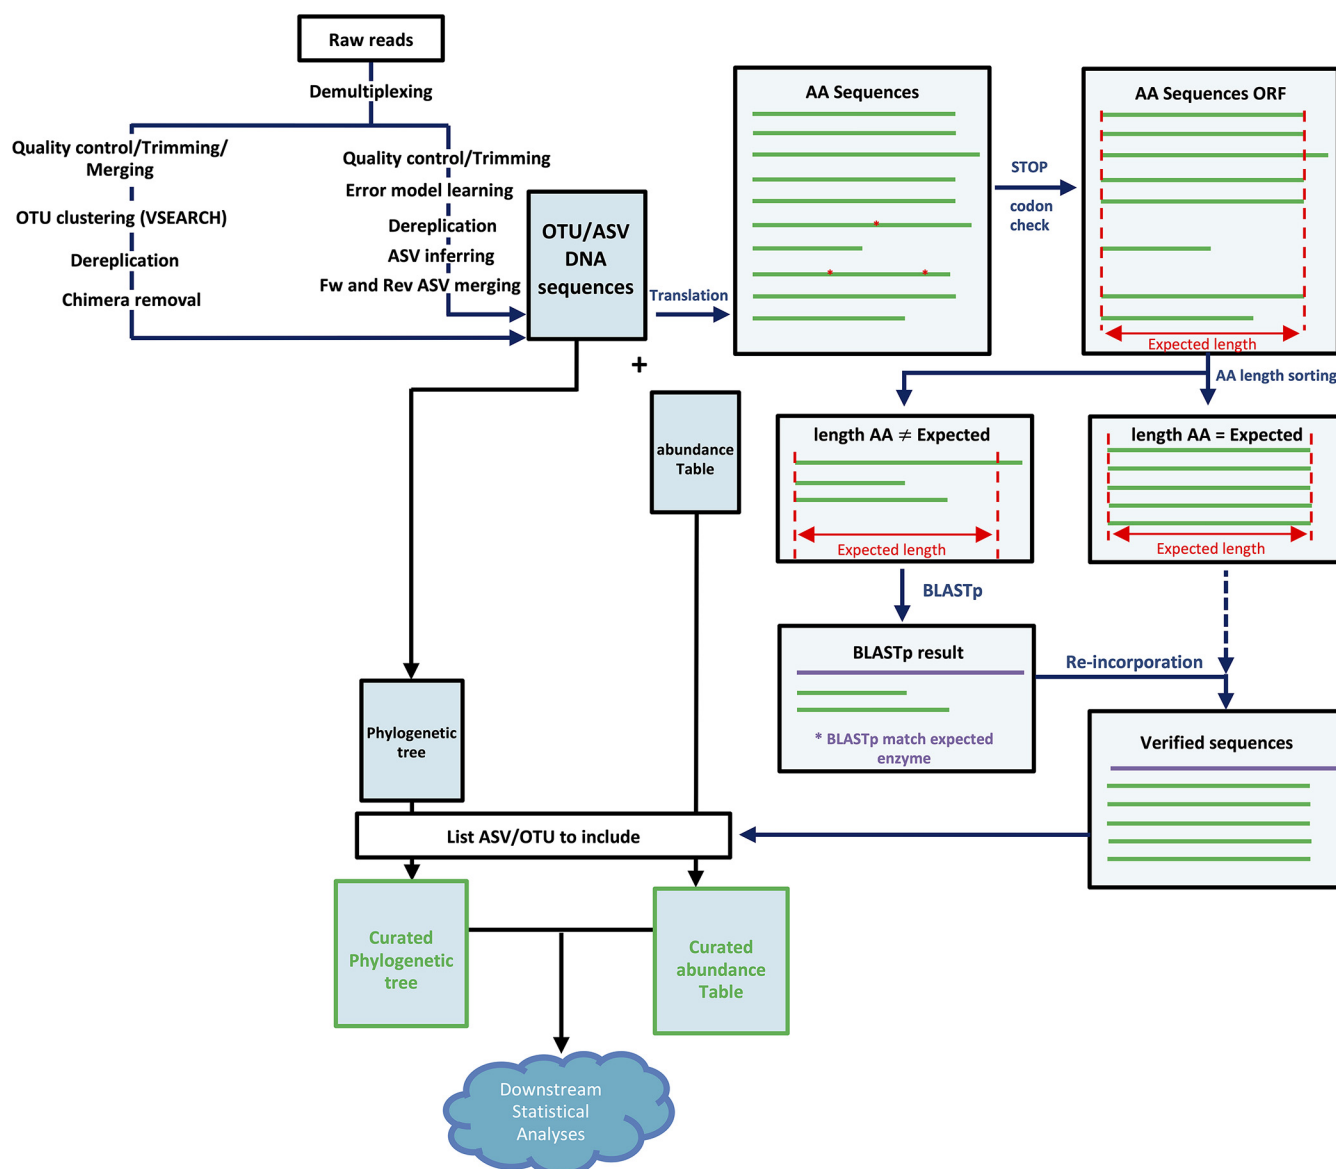 Raw reads
Demultiplexing
Quality control/Trimming/
Merging
OTU clustering (VSEARCH)
Dereplication
Chimera removal
Quality control/Trimming
Error model learning
Dereplication
ASV inferring
Fw and Rev ASV merging
OTU/ASV
DNA
sequences
+
abundance
Table
Translation
AA Sequences
*
*
*
STOP
codon
check
AA Sequences ORF
Expected length
AA length sorting
length AA ≠ Expected
Expected length
length AA = Expected
Expected length
BLASTp
BLASTp result
* BLASTp match expected
enzyme
Re-incorporation
Verified sequences
Phylogenetic
tree
List ASV/OTU to include
Curated
Phylogenetic
tree
Curated
abundance
Table
Downstream
Statistical
Analyses